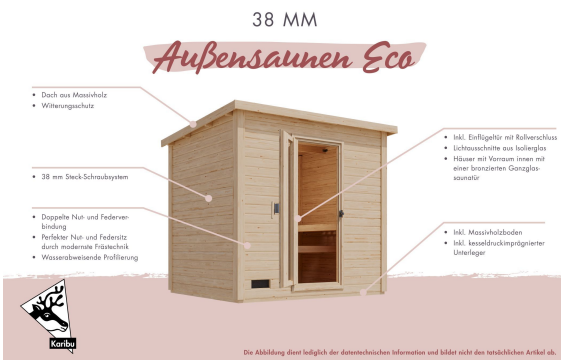 38 MM
Außensaunen Eco
• Dach aus Massivholz
• Witterungsschutz
• 38 mm Steck-Schraubsystem
• Doppelte Nut- und Federver-
bindung
• Perfekter Nut- und Federsitz
durch modernste Frästechnik
• Wasserabweisende Profilierung
• Inkl. Einflügeltür mit Rollverschluss
• Lichtausschnitte aus Isolierglas
• Häuser mit Vorraum innen mit
einer bronzierten Ganzglas-
saunatür
• Inkl. Massivholzboden
• Inkl. kesseldruckimprägnierter
Unterleger
Karibu
Die Abbildung dient lediglich der datentechnischen Information und bildet nicht den tatsächlichen Artikel ab.